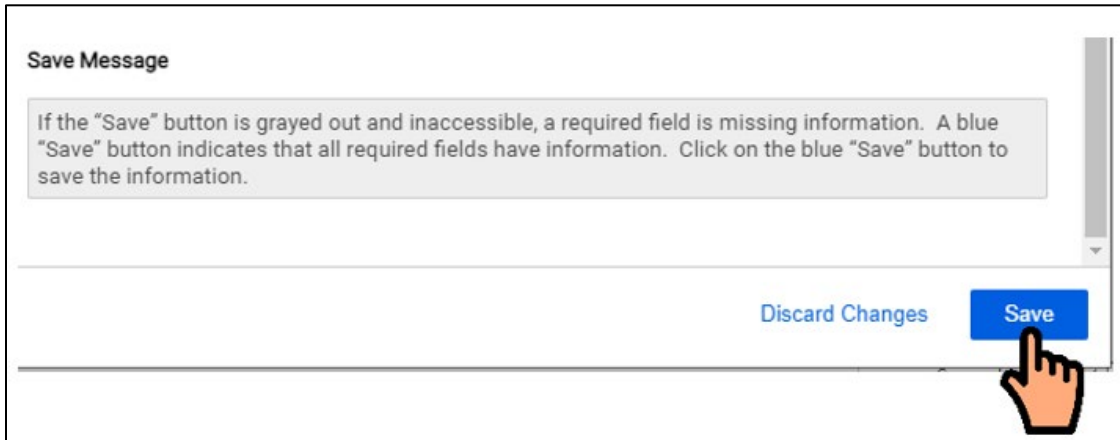 Save Message
If the “Save” button is grayed out and inaccessible, a required field is missing information.  A blue
“Save” button indicates that all required fields have information.  Click on the blue “Save” button to
save the information.
Discard Changes
Save